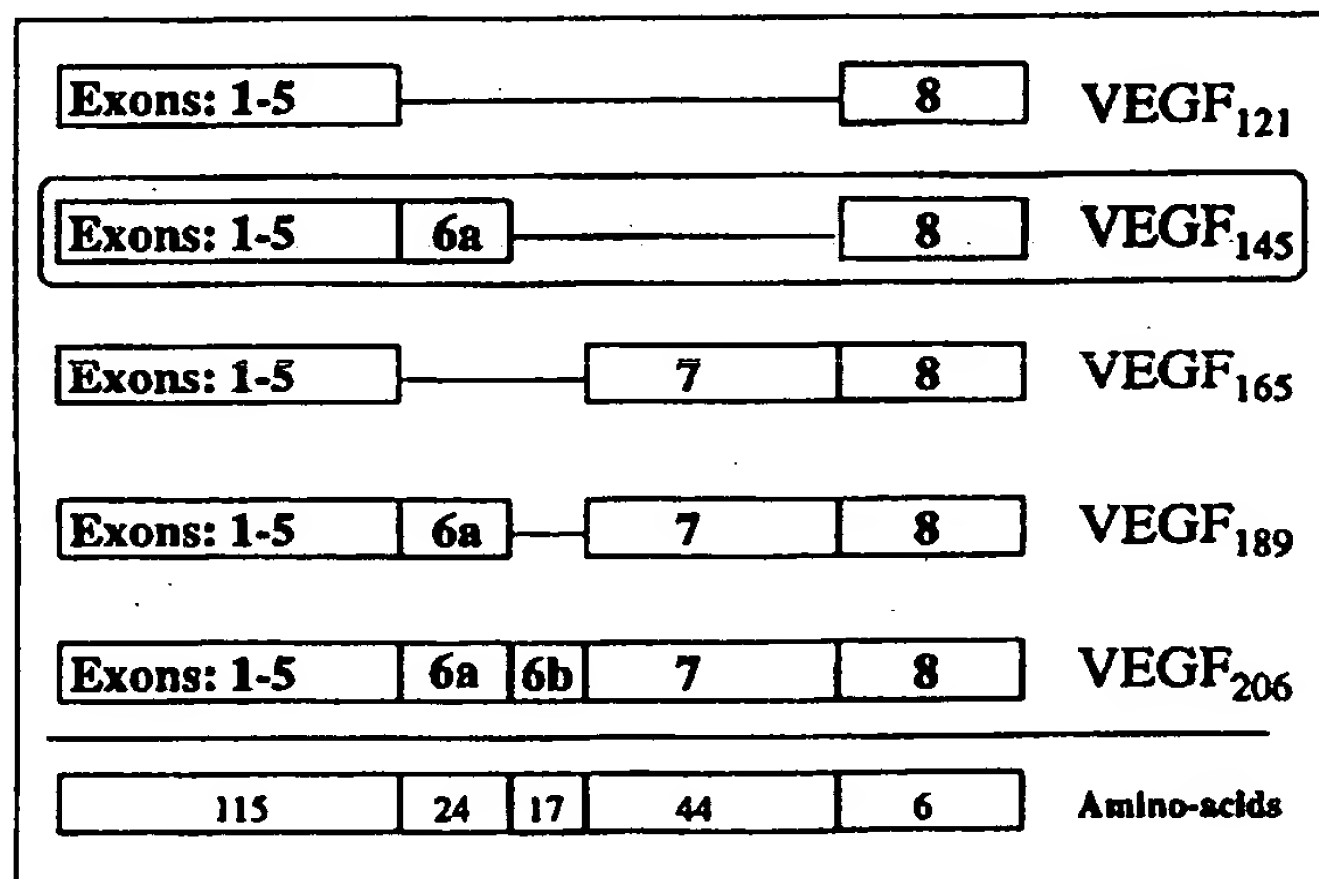 Exons: 1-5 8 VEGF121
Exons: 1-5 6a 8 VEGF145
Exons: 1-5 7 8 VEGF165
Exons: 1-5 6a 7 8 VEGF189
Exons: 1-5 6a 6b 7 8 VEGF206
115 24 17 44 6 Amino-acids